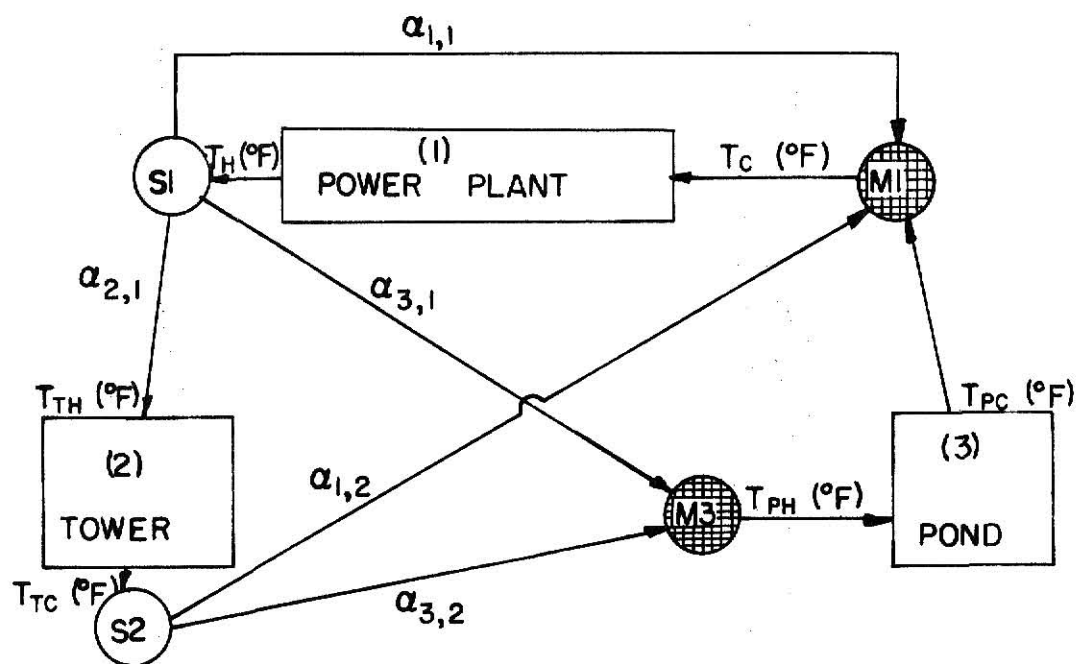 α1,1
(1)
TH (°F)
POWER PLANT
TC (°F)
S1
M1
α2,1
α3,1
TTH (°F)
TPC (°F)
(2)
TOWER
α1,2
M3
TPH (°F)
(3)
POND
TTC (°F)
S2
α3,2